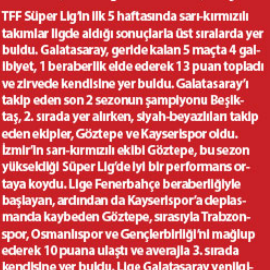 TFF Süper Lig'in ilk 5 haftasında sarı-kırmızılı
takımlar ligde aldığı sonuçlarla üst sıralarda yer
buldu. Galatasaray, geride kalan 5 maçta 4 gal-
ibiyet, 1 beraberlik elde ederek 13 puan topladı
ve zirvede kendisine yer buldu. Galatasaray'ı
takip eden son 2 sezonun şampiyonu Beşik-
taş, 2. sırada yer alırken, siyah-beyazlıları takip
eden ekipler, Göztepe ve Kayserispor oldu.
İzmir'in sarı-kırmızılı ekibi Göztepe, bu sezon
yükseldiği Süper Lig'de iyi bir performans or-
taya koydu. Lige Fenerbahçe beraberliğiyle
başlayan, ardından da Kayserispor'a deplas-
manda kaybeden Göztepe, sırasıyla Trabzon-
spor, Osmanlıspor ve Gençlerbirliği'ni mağlup
ederek 10 puana ulaştı ve averajla 3. sırada
kendisine yer buldu. Lige Galatasaray yenilgi-